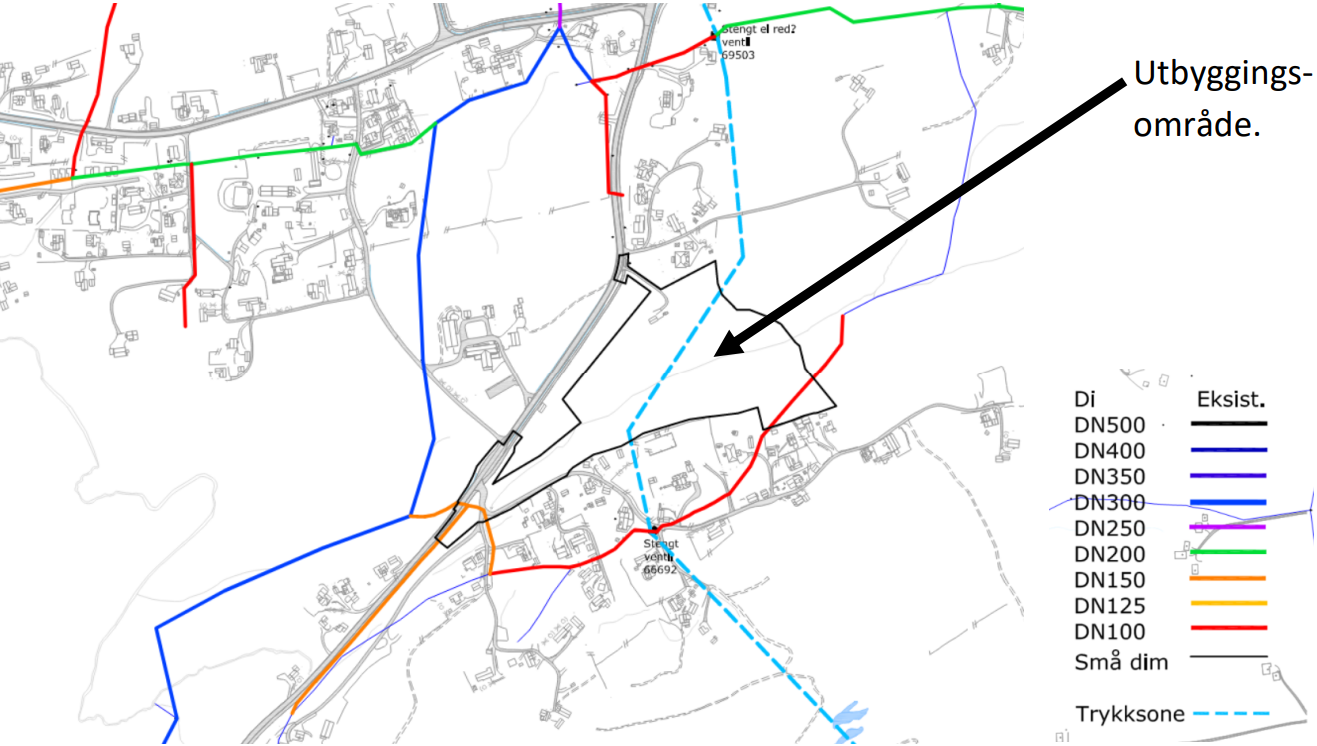 Stengt el red2
ventil
69503
Utbyggings-
område.
Stengt
ventil
66692
Di Eksist.
DN500
DN400
DN350
DN300
DN250
DN200
DN150
DN125
DN100
Små dim
Trykksone